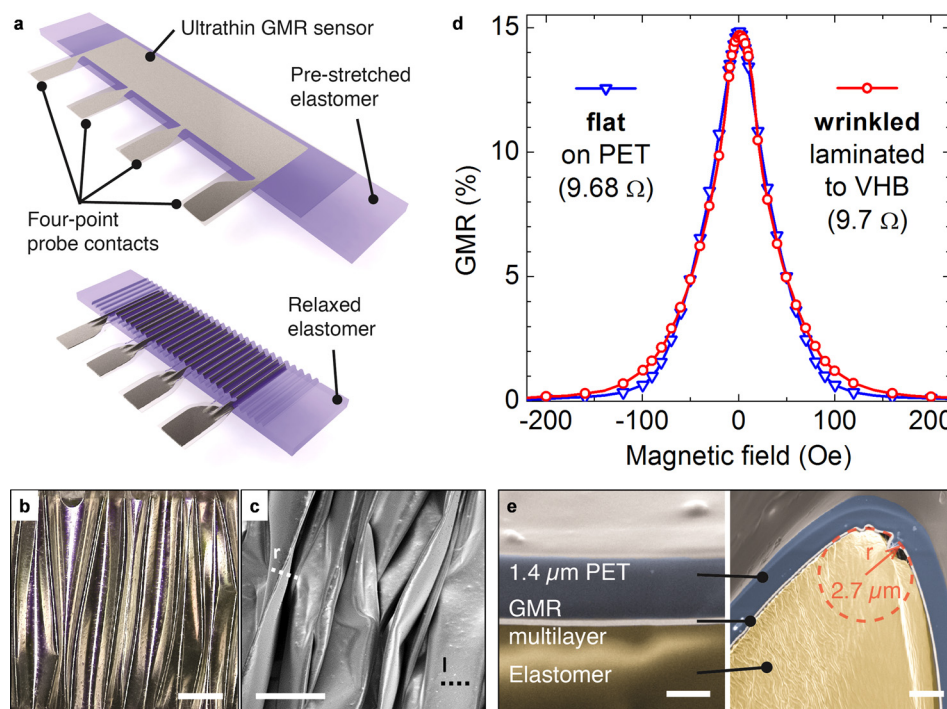 a
Ultrathin GMR sensor
Pre-stretched
elastomer
Four-point
probe contacts
Relaxed
elastomer
d
15
10
5
0
GMR (%)
flat
on PET
(9.68 Ω)
wrinkled
laminated
to VHB
(9.7 Ω)
-200
-100
0
100
200
Magnetic field (Oe)
b
c
r
l
e
1.4 µm PET
GMR
multilayer
Elastomer
r
2.7 µm